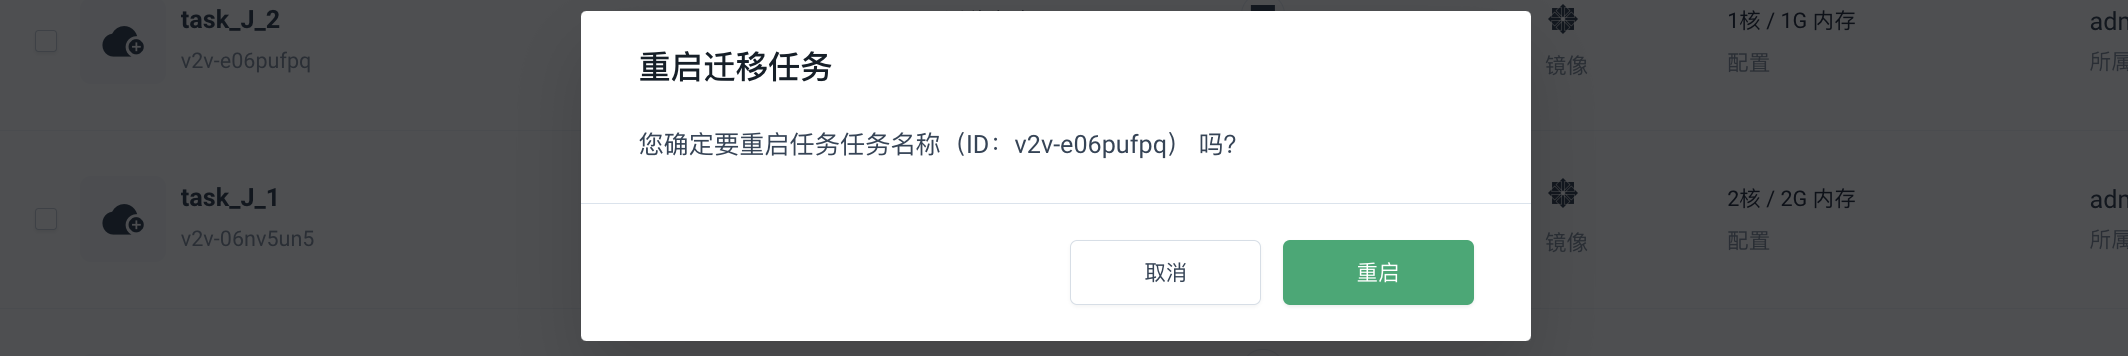 task_J_2
v2v-e06pufpq
镜像
1核 / 1G 内存
配置
adn
所属
重启迁移任务
您确定要重启任务任务名称（ID：v2v-e06pufpq） 吗?
取消
重启
task_J_1
v2v-06nv5un5
镜像
2核 / 2G 内存
配置
adn
所属